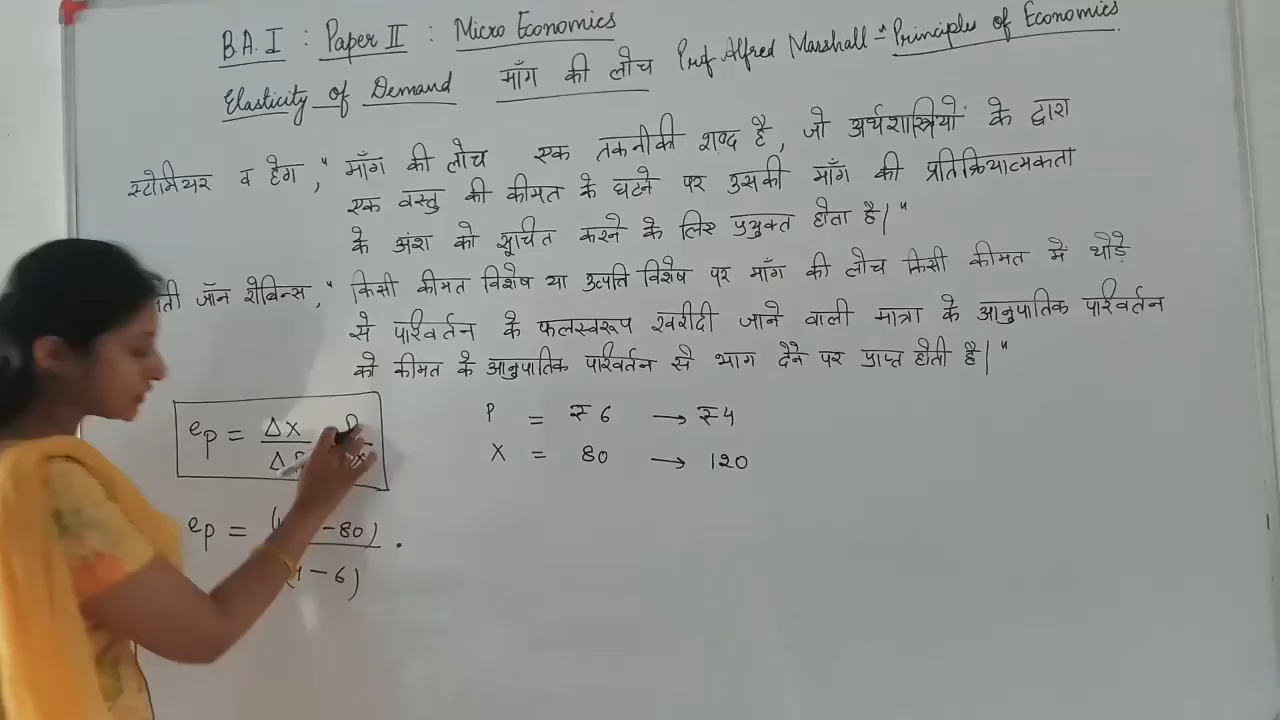 B.A. I : Paper II : Micro Economics
Elasticity of Demand माँग की लोच Prof Alfred Marshall - Principles of Economics
स्टोनियर व हेग, " माँग की लोच एक तकनीकी शब्द है, जो अर्थशास्त्रियों के द्वारा
एक वस्तु की कीमत के घटने पर उसकी माँग की प्रतिक्रियात्मकता
के अंश को सूचित करने के लिए प्रयुक्त होता है।"
जॉन रोबिन्स, " किसी कीमत विशेष या उत्पत्ति विशेष पर माँग की लोच किसी कीमत में थोड़े
से परिवर्तन के फलस्वरूप खरीदी जाने वाली मात्रा के आनुपातिक परिवर्तन
को कीमत के आनुपातिक परिवर्तन से भाग देने पर प्राप्त होती है।"
eₚ = ΔX / Δ
P = रु 6 → रु 4
X = 80 → 120
eₚ = ( -80) / ( - 6) .